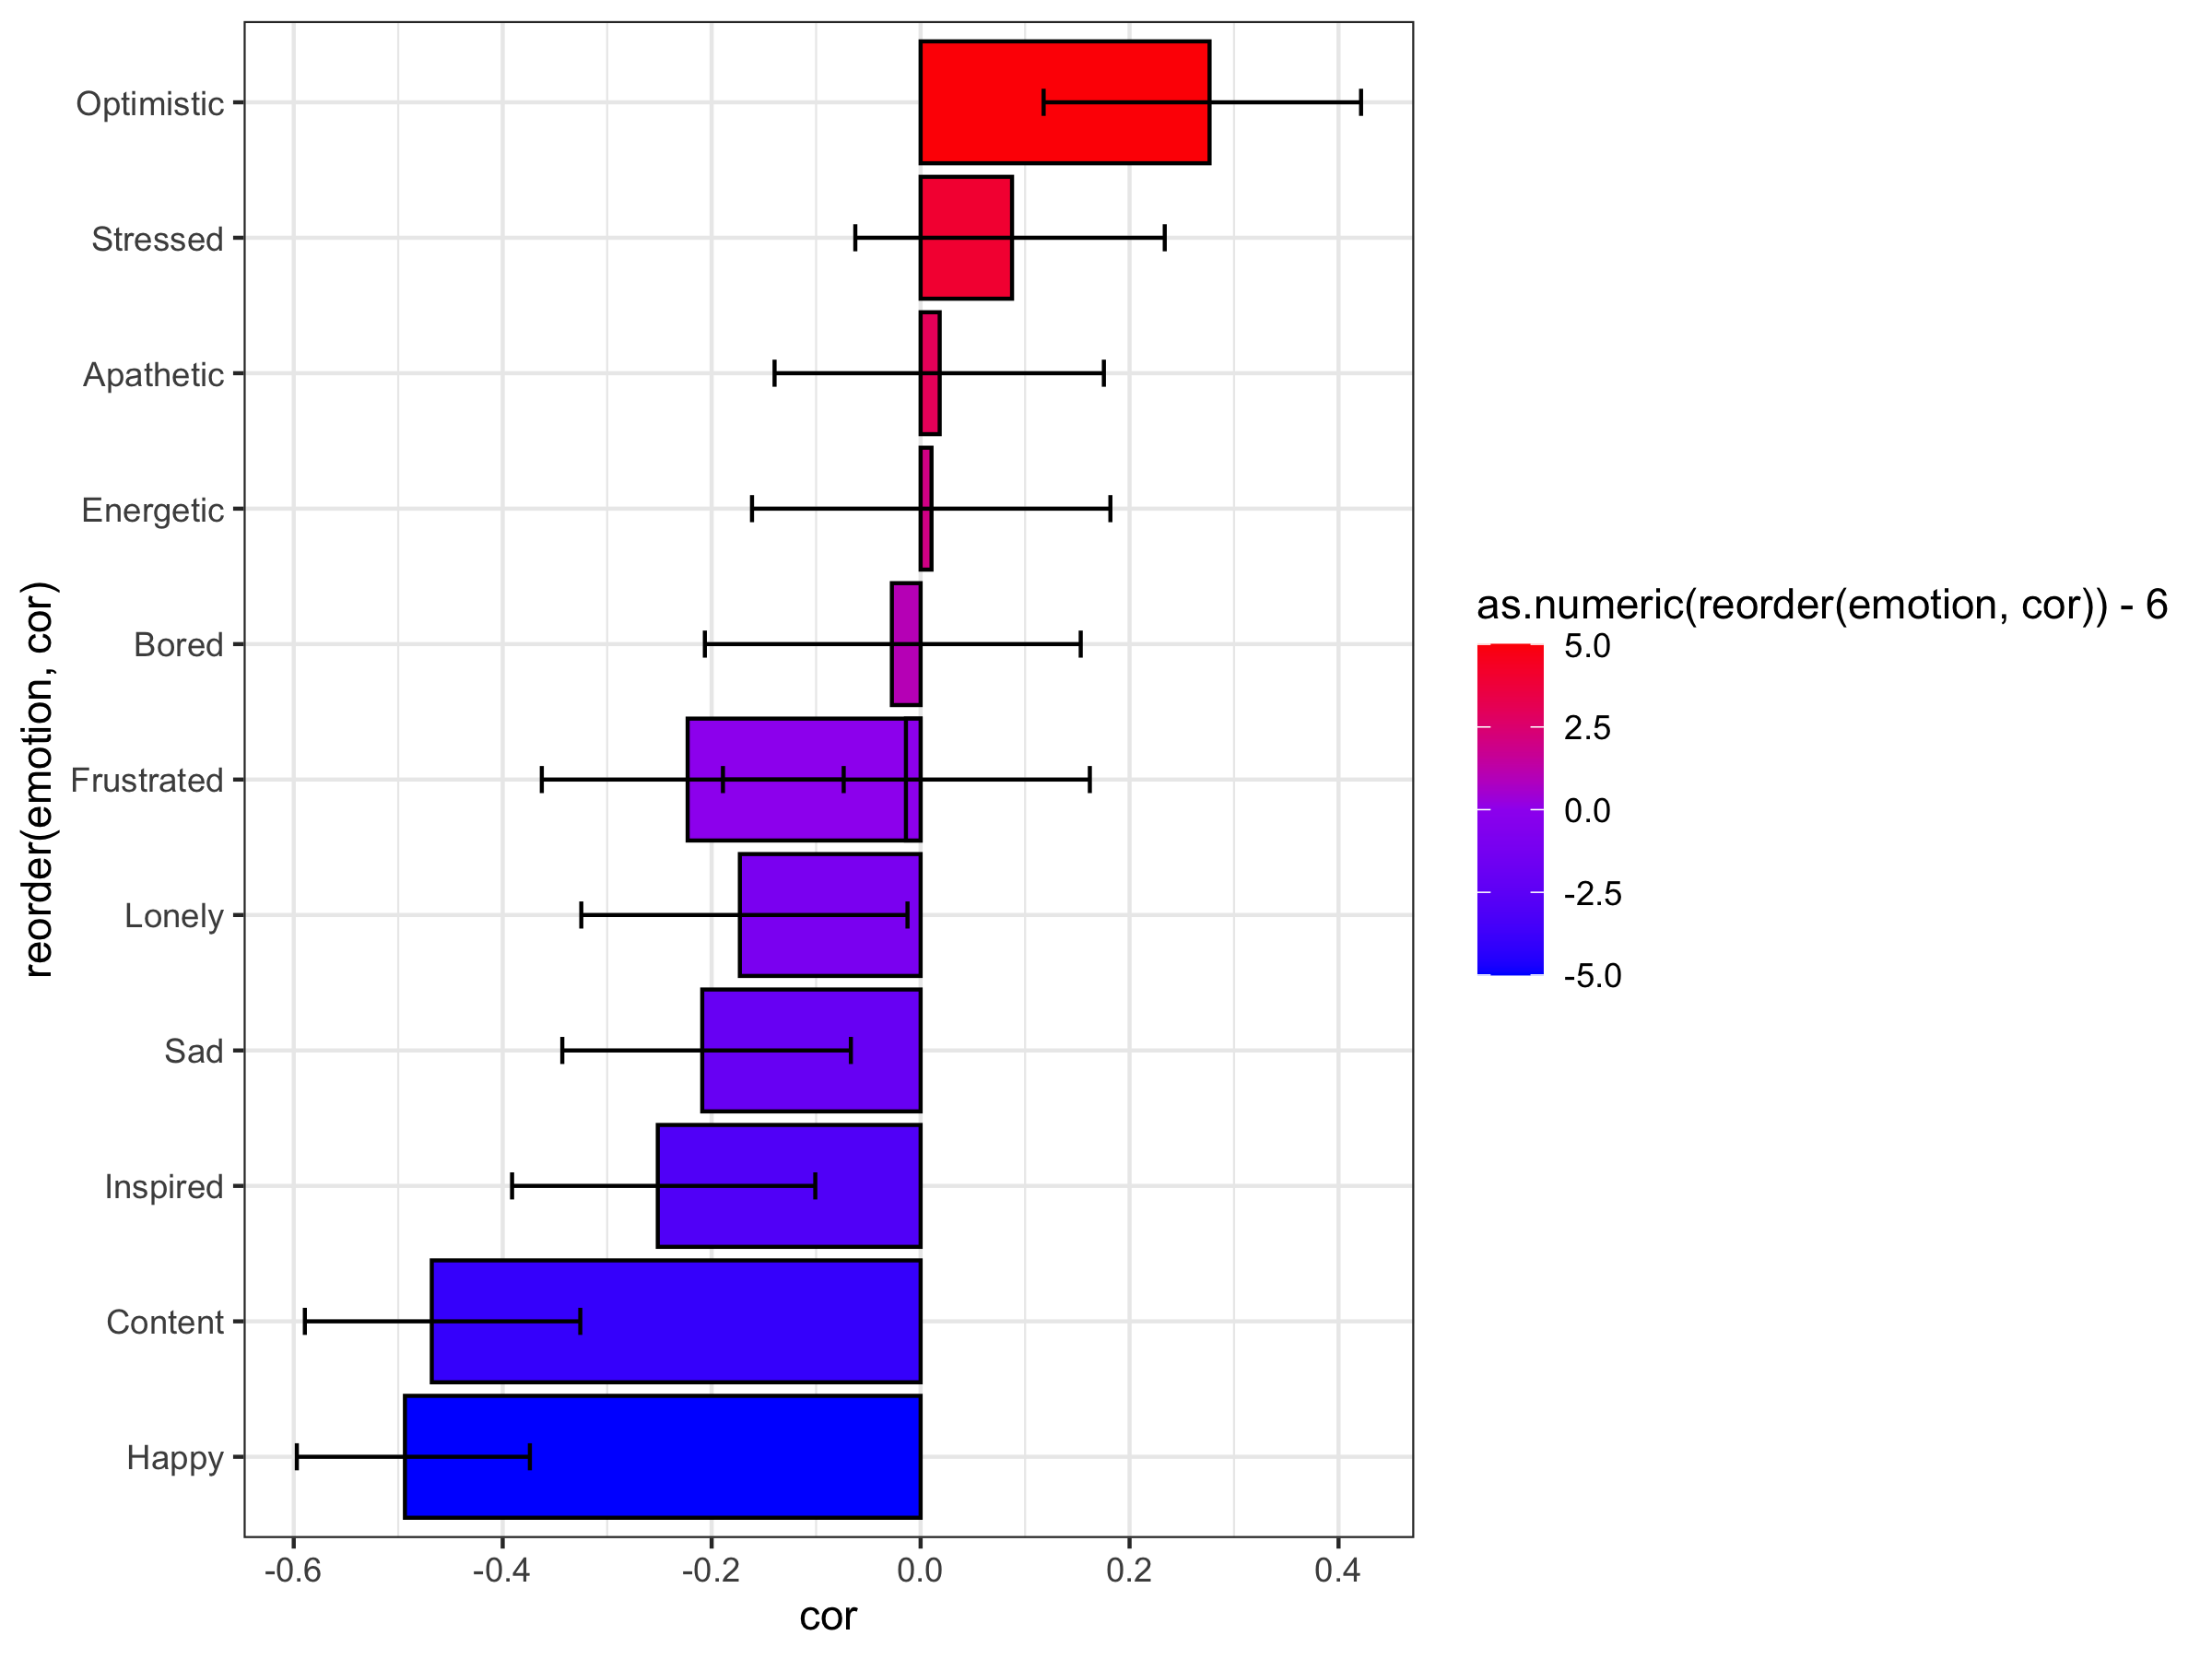 reorder(emotion, cor)
Optimistic
Stressed
Apathetic
Energetic
Bored
Frustrated
Lonely
Sad
Inspired
Content
Happy
-0.6 -0.4 -0.2 0.0 0.2 0.4
cor
as.numeric(reorder(emotion, cor)) - 6
5.0
2.5
0.0
-2.5
-5.0